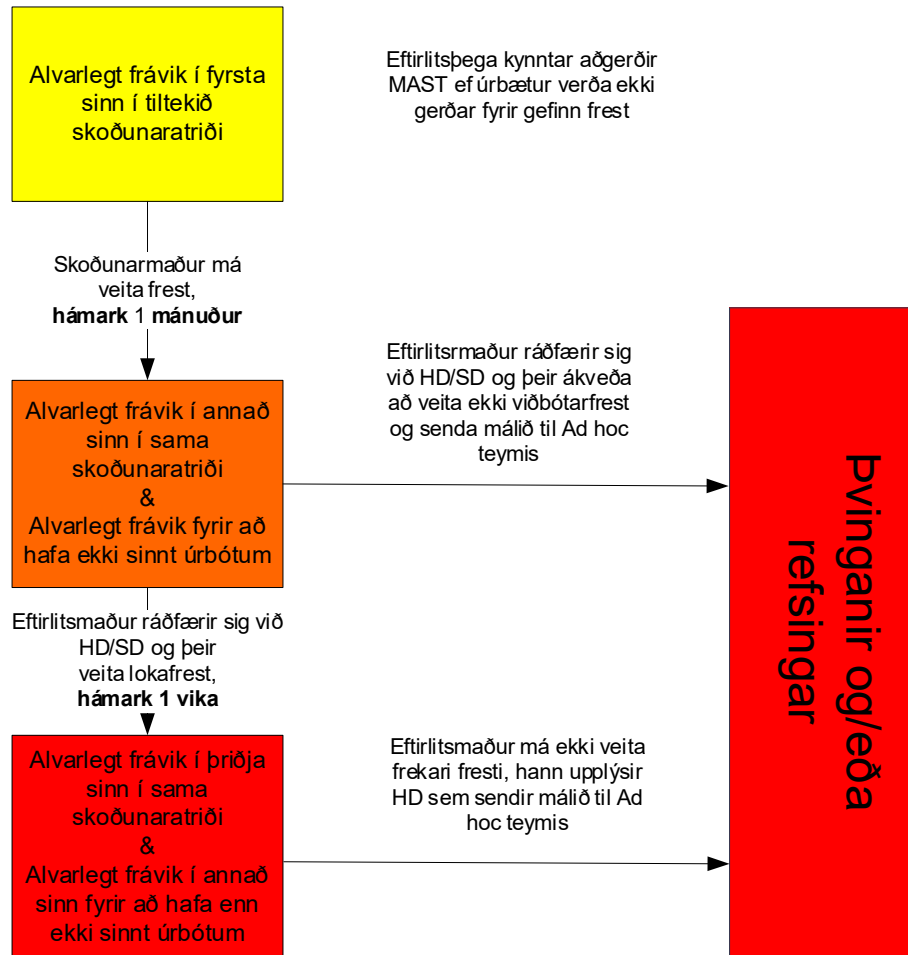 Alvarlegt frávik í fyrsta
sinn í tiltekið
skoðunaratriði
Eftirlitsþega kynntar aðgerðir
MAST ef úrbætur verða ekki
gerðar fyrir gefinn frest
Skoðunarmaður má
veita frest,
hámark 1 mánuður
Alvarlegt frávik í annað
sinn í sama
skoðunaratriði
&
Alvarlegt frávik fyrir að
hafa ekki sinnt úrbótum
Eftirlitsrmaður ráðfærir sig
við HD/SD og þeir ákveða
að veita ekki viðbótarfrest
og senda málið til Ad hoc
teymis
Eftirlitsmaður ráðfærir sig við
HD/SD og þeir
veita lokafrest,
hámark 1 vika
Alvarlegt frávik í þriðja
sinn í sama
skoðunaratriði
&
Alvarlegt frávik í annað
sinn fyrir að hafa enn
ekki sinnt úrbótum
Eftirlitsmaður má ekki veita
frekari fresti, hann upplýsir
HD sem sendir málið til Ad
hoc teymis
Þvinganir og/eða
refsingar